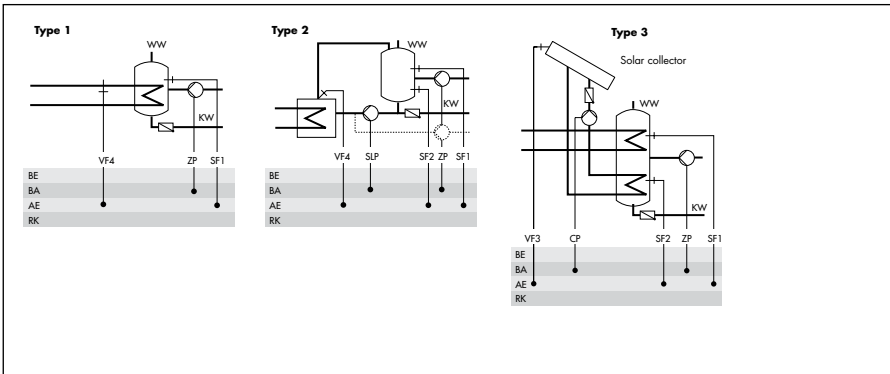 Type 1
WW
KW
VF4 ZP SF1
BE
BA
AE
RK
Type 2
WW
KW
VF4 SLP SF2 ZP SF1
BE
BA
AE
RK
Type 3
Solar collector
WW
KW
VF3 CP SF2 ZP SF1
BE
BA
AE
RK